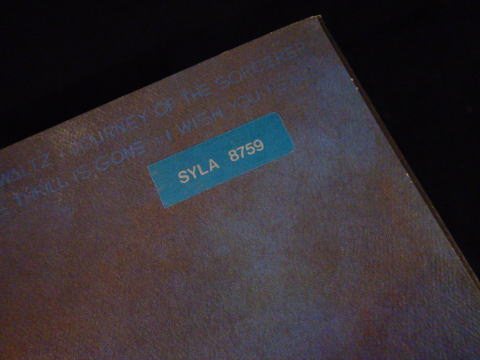 WALTZ · JOURNEY OF THE SORCERER
THRILL IS GONE · I WISH YOU
SYLA 8759